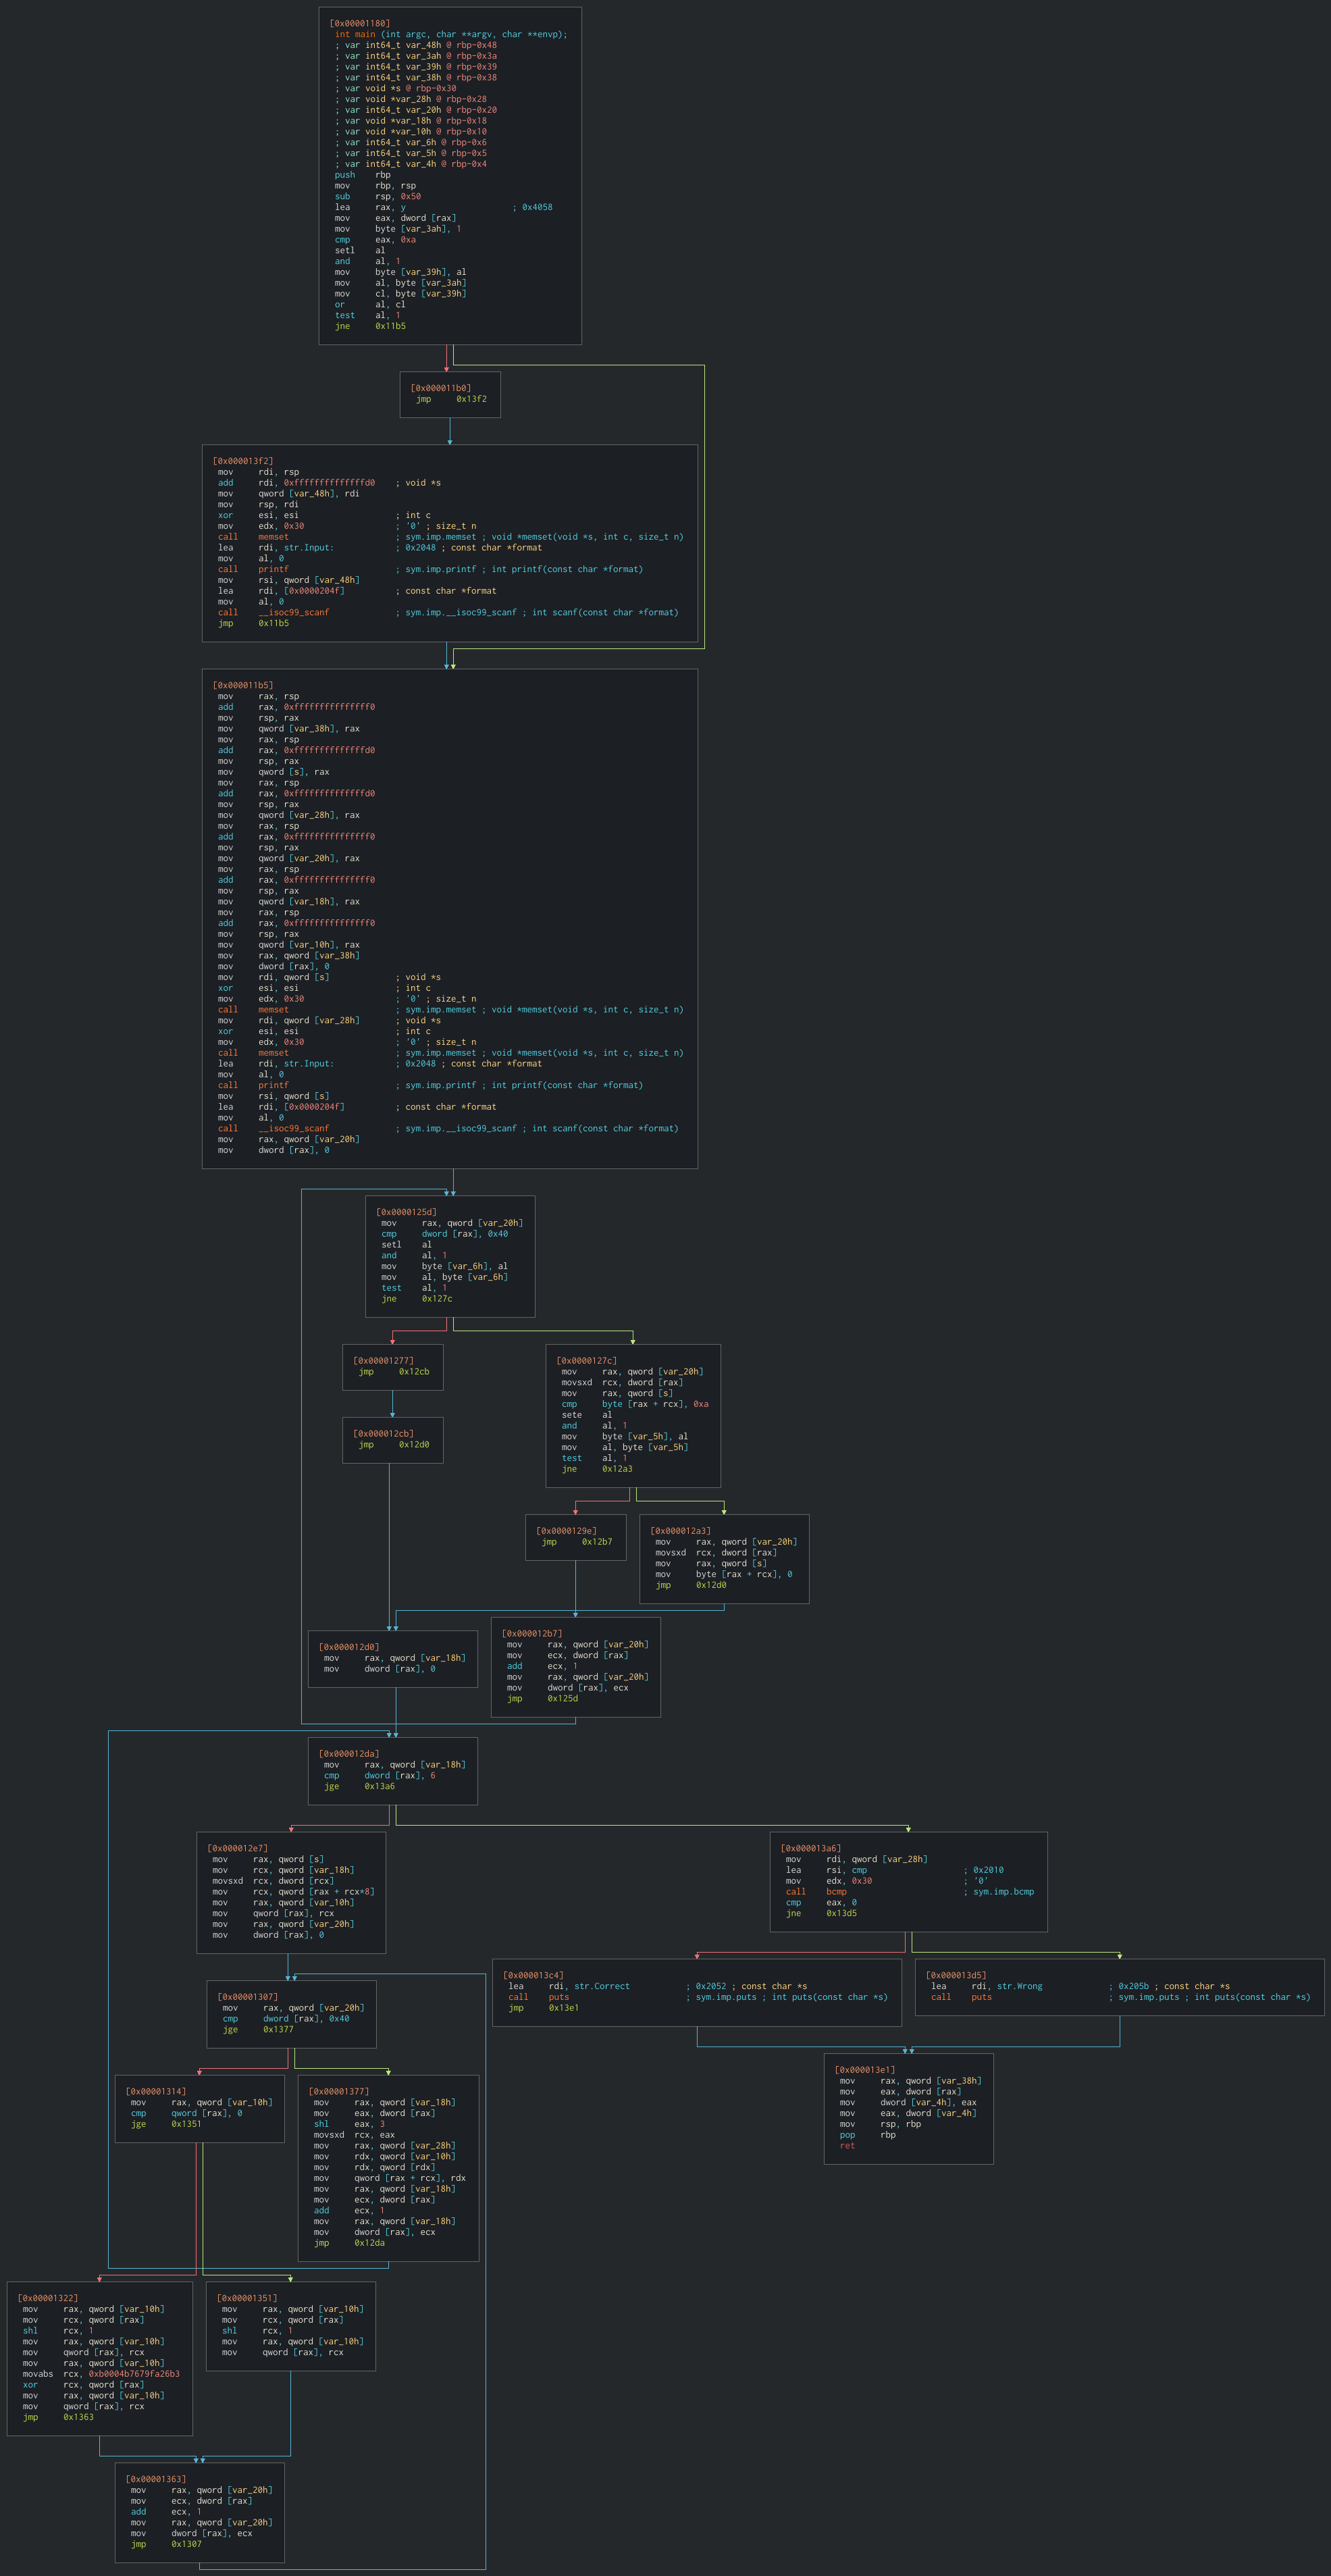 [0x00001180]
int main (int argc, char **argv, char **envp);
; var int64_t var_48h @ rbp-0x48
; var int64_t var_3ah @ rbp-0x3a
; var int64_t var_39h @ rbp-0x39
; var int64_t var_38h @ rbp-0x38
; var void *s @ rbp-0x30
; var void *var_28h @ rbp-0x28
; var int64_t var_20h @ rbp-0x20
; var void *var_18h @ rbp-0x18
; var void *var_10h @ rbp-0x10
; var int64_t var_6h @ rbp-0x6
; var int64_t var_5h @ rbp-0x5
; var int64_t var_4h @ rbp-0x4
push rbp
mov rbp, rsp
sub rsp, 0x50
lea rax, y ; 0x4058
mov eax, dword [rax]
mov byte [var_3ah], 1
cmp eax, 0xa
setl al
and al, 1
mov byte [var_39h], al
mov al, byte [var_3ah]
mov cl, byte [var_39h]
or al, cl
test al, 1
jne 0x11b5
[0x000011b0]
jmp 0x13f2
[0x000013f2]
mov rdi, rsp
add rdi, 0xffffffffffffffd0 ; void *s
mov qword [var_48h], rdi
mov rsp, rdi
xor esi, esi ; int c
mov edx, 0x30 ; '0' ; size_t n
call memset ; sym.imp.memset ; void *memset(void *s, int c, size_t n)
lea rdi, str.Input: ; 0x2048 ; const char *format
mov al, 0
call printf ; sym.imp.printf ; int printf(const char *format)
mov rsi, qword [var_48h]
lea rdi, [0x0000204f] ; const char *format
mov al, 0
call __isoc99_scanf ; sym.imp.__isoc99_scanf ; int scanf(const char *format)
jmp 0x11b5
[0x000011b5]
mov rax, rsp
add rax, 0xfffffffffffffff0
mov rsp, rax
mov qword [var_38h], rax
mov rax, rsp
add rax, 0xffffffffffffffd0
mov rsp, rax
mov qword [s], rax
mov rax, rsp
add rax, 0xffffffffffffffd0
mov rsp, rax
mov qword [var_28h], rax
mov rax, rsp
add rax, 0xfffffffffffffff0
mov rsp, rax
mov qword [var_20h], rax
mov rax, rsp
add rax, 0xfffffffffffffff0
mov rsp, rax
mov qword [var_18h], rax
mov rax, rsp
add rax, 0xfffffffffffffff0
mov rsp, rax
mov qword [var_10h], rax
mov rax, qword [var_38h]
mov dword [rax], 0
mov rdi, qword [s] ; void *s
xor esi, esi ; int c
mov edx, 0x30 ; '0' ; size_t n
call memset ; sym.imp.memset ; void *memset(void *s, int c, size_t n)
mov rdi, qword [var_28h] ; void *s
xor esi, esi ; int c
mov edx, 0x30 ; '0' ; size_t n
call memset ; sym.imp.memset ; void *memset(void *s, int c, size_t n)
lea rdi, str.Input: ; 0x2048 ; const char *format
mov al, 0
call printf ; sym.imp.printf ; int printf(const char *format)
mov rsi, qword [s]
lea rdi, [0x0000204f] ; const char *format
mov al, 0
call __isoc99_scanf ; sym.imp.__isoc99_scanf ; int scanf(const char *format)
mov rax, qword [var_20h]
mov dword [rax], 0
[0x0000125d]
mov rax, qword [var_20h]
cmp dword [rax], 0x40
setl al
and al, 1
mov byte [var_6h], al
mov al, byte [var_6h]
test al, 1
jne 0x127c
[0x00001277]
jmp 0x12cb
[0x0000127c]
mov rax, qword [var_20h]
movsxd rcx, dword [rax]
mov rax, qword [s]
cmp byte [rax + rcx], 0xa
sete al
and al, 1
mov byte [var_5h], al
mov al, byte [var_5h]
test al, 1
jne 0x12a3
[0x000012cb]
jmp 0x12d0
[0x0000129e]
jmp 0x12b7
[0x000012a3]
mov rax, qword [var_20h]
movsxd rcx, dword [rax]
mov rax, qword [s]
mov byte [rax + rcx], 0
jmp 0x12d0
[0x000012d0]
mov rax, qword [var_18h]
mov dword [rax], 0
[0x000012b7]
mov rax, qword [var_20h]
mov ecx, dword [rax]
add ecx, 1
mov rax, qword [var_20h]
mov dword [rax], ecx
jmp 0x125d
[0x000012da]
mov rax, qword [var_18h]
cmp dword [rax], 6
jge 0x13a6
[0x000012e7]
mov rax, qword [s]
mov rcx, qword [var_18h]
movsxd rcx, dword [rcx]
mov rcx, qword [rax + rcx*8]
mov rax, qword [var_10h]
mov qword [rax], rcx
mov rax, qword [var_20h]
mov dword [rax], 0
[0x000013a6]
mov rdi, qword [var_28h]
lea rsi, cmp ; 0x2010
mov edx, 0x30 ; '0'
call bcmp ; sym.imp.bcmp
cmp eax, 0
jne 0x13d5
[0x000013c4]
lea rdi, str.Correct ; 0x2052 ; const char *s
call puts ; sym.imp.puts ; int puts(const char *s)
jmp 0x13e1
[0x000013d5]
lea rdi, str.Wrong ; 0x205b ; const char *s
call puts ; sym.imp.puts ; int puts(const char *s)
[0x00001307]
mov rax, qword [var_20h]
cmp dword [rax], 0x40
jge 0x1377
[0x000013e1]
mov rax, qword [var_38h]
mov eax, dword [rax]
mov dword [var_4h], eax
mov eax, dword [var_4h]
mov rsp, rbp
pop rbp
ret
[0x00001314]
mov rax, qword [var_10h]
cmp qword [rax], 0
jge 0x1351
[0x00001377]
mov rax, qword [var_18h]
mov eax, dword [rax]
shl eax, 3
movsxd rcx, eax
mov rax, qword [var_28h]
mov rdx, qword [var_10h]
mov rdx, qword [rdx]
mov qword [rax + rcx], rdx
mov rax, qword [var_18h]
mov ecx, dword [rax]
add ecx, 1
mov rax, qword [var_18h]
mov dword [rax], ecx
jmp 0x12da
[0x00001322]
mov rax, qword [var_10h]
mov rcx, qword [rax]
shl rcx, 1
mov rax, qword [var_10h]
mov qword [rax], rcx
mov rax, qword [var_10h]
movabs rcx, 0xb0004b7679fa26b3
xor rcx, qword [rax]
mov rax, qword [var_10h]
mov qword [rax], rcx
jmp 0x1363
[0x00001351]
mov rax, qword [var_10h]
mov rcx, qword [rax]
shl rcx, 1
mov rax, qword [var_10h]
mov qword [rax], rcx
[0x00001363]
mov rax, qword [var_20h]
mov ecx, dword [rax]
add ecx, 1
mov rax, qword [var_20h]
mov dword [rax], ecx
jmp 0x1307